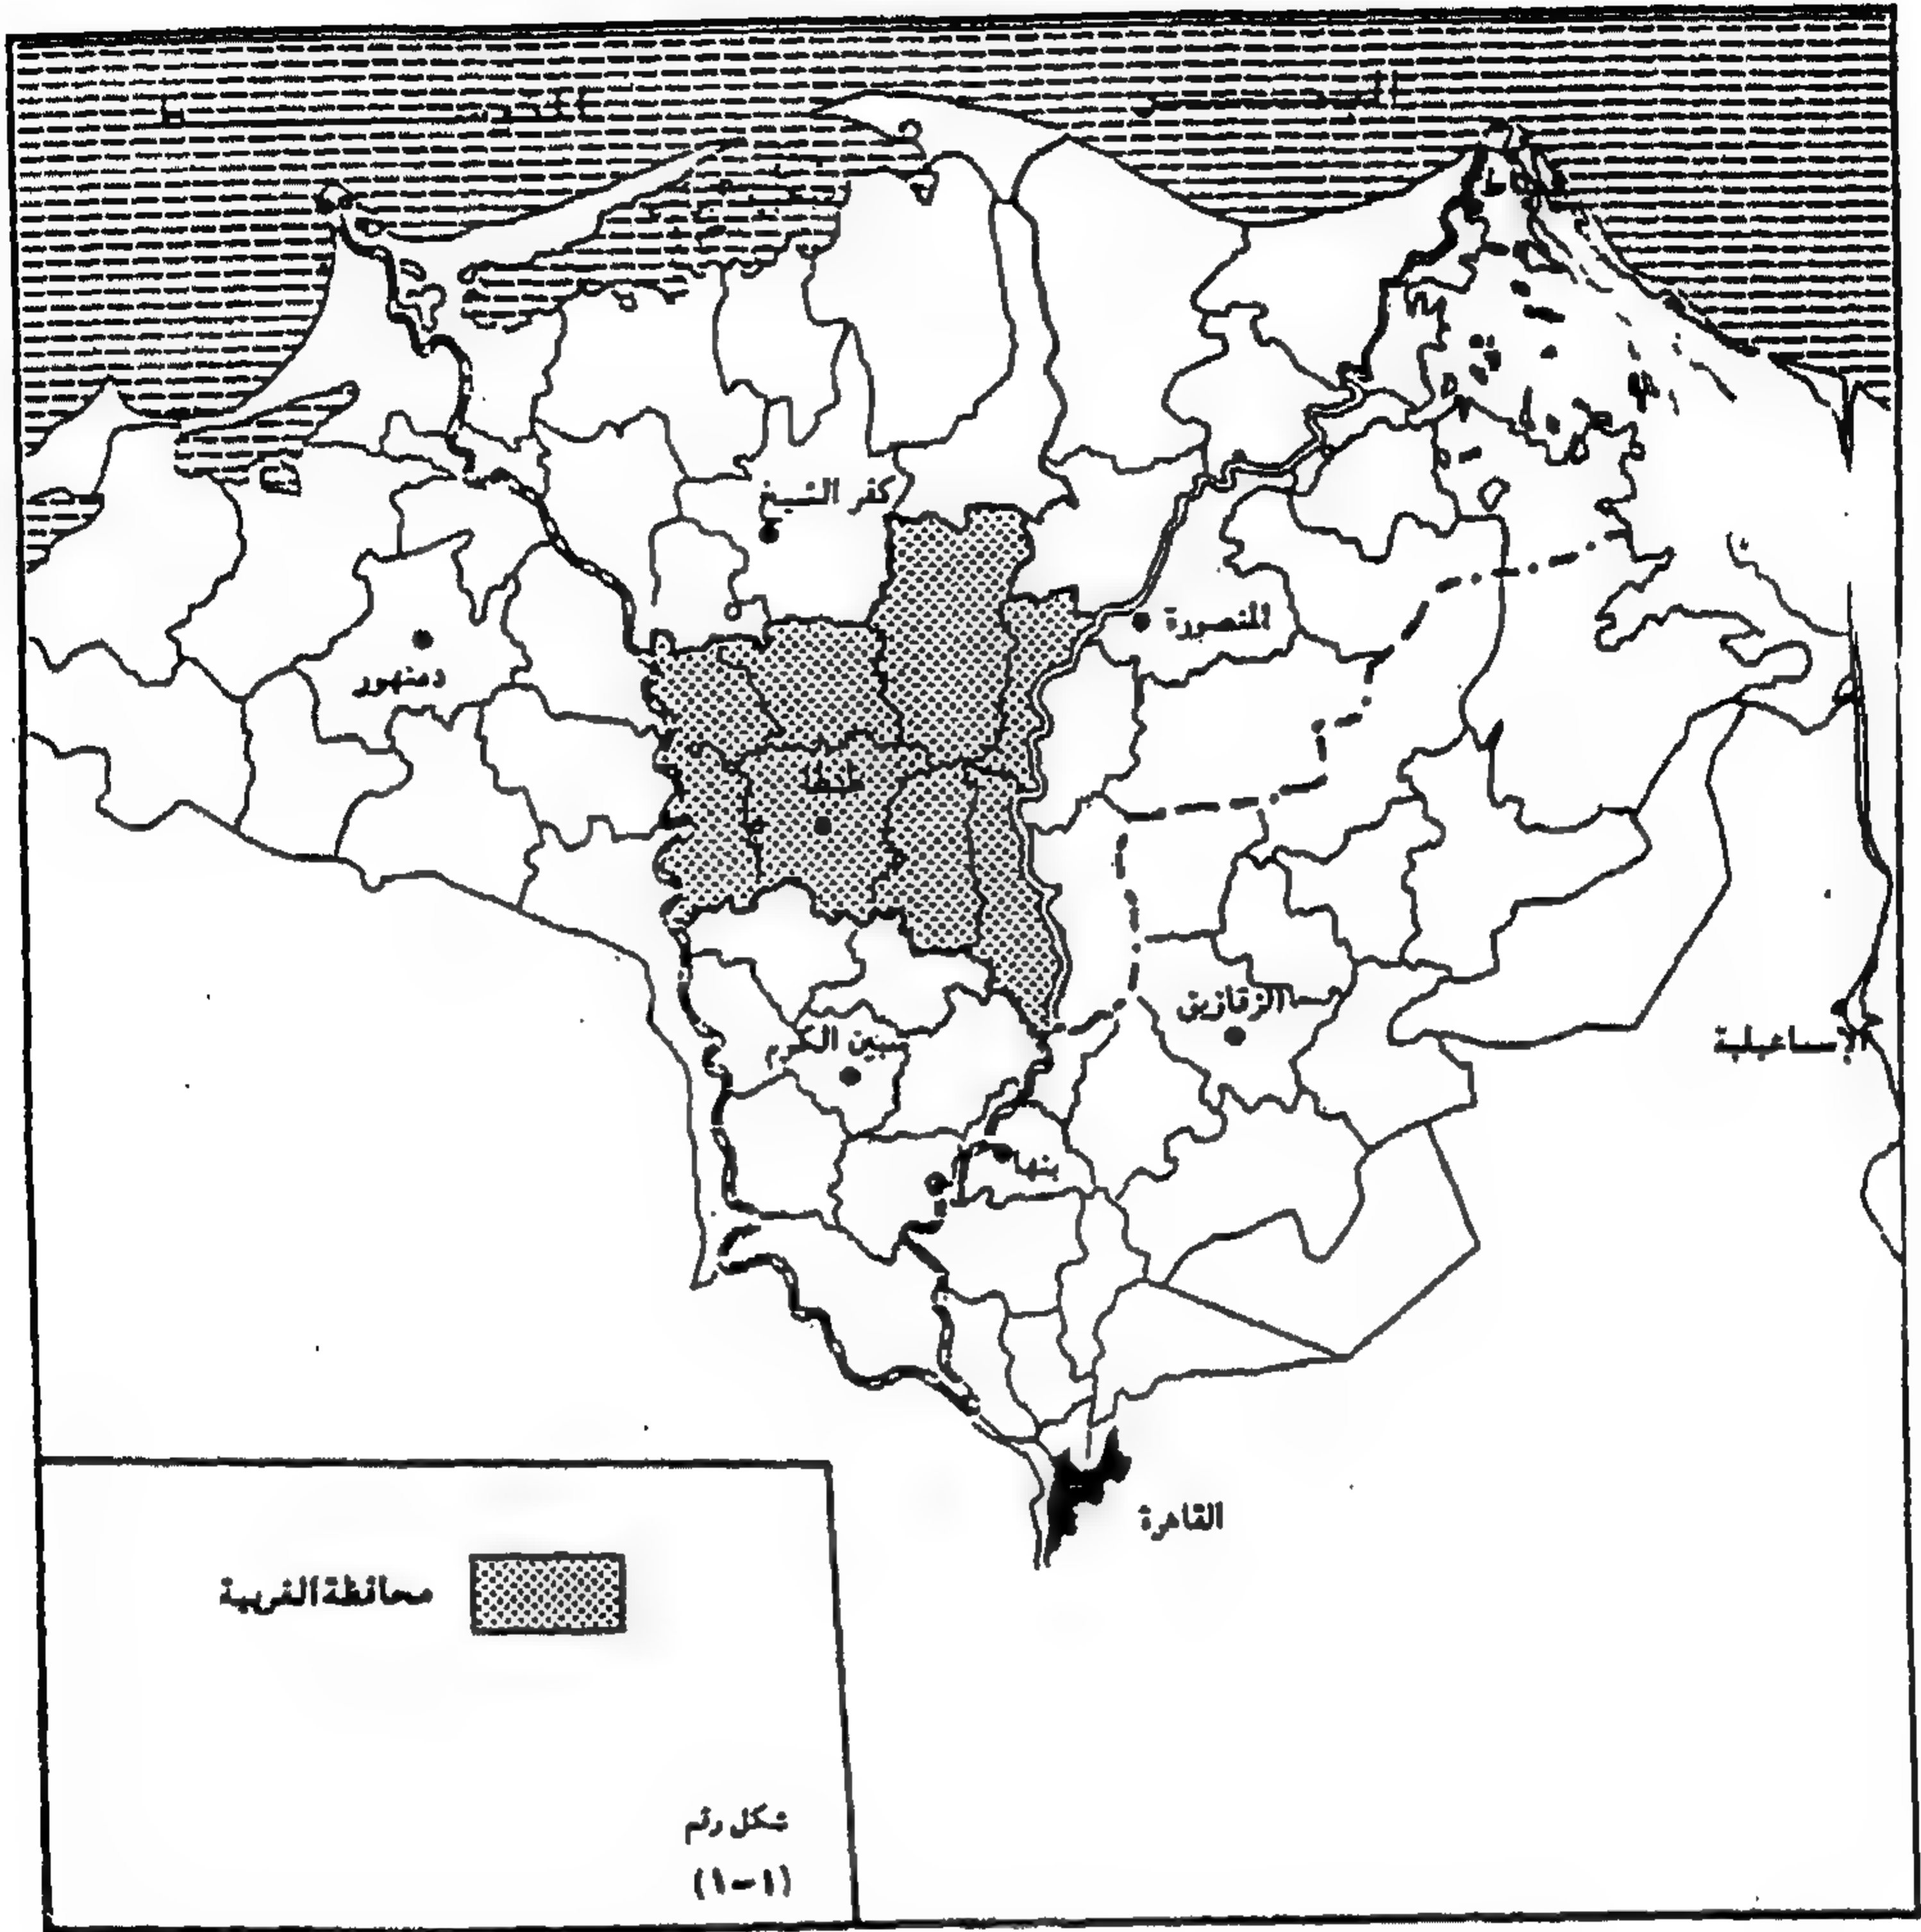 البحر
المتوسط
كفر الشيخ
المنصورة
دمنهور
طنطا
الزقازيق
شبين الكوم
الإسماعيلية
بنها
القاهرة
محافظة الغربية
شكل رقم
(١-١)